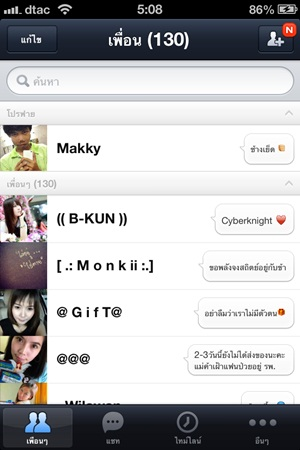 dtac 5:08 86%
แก้ไข เพื่อน (130) N
ค้นหา
โปรฟาย
Makky ช้างเย็ด
เพื่อนๆ (130)
(( B-KUN )) Cyberknight
[ .: M o n k ii :.] ขอพลังจงสถิตย์อยู่กับข้า
@ G i f T@ อย่าลืมว่าเราไม่มีตัวตน
@@@ 2-3วันนี้ยังไม่ได้ส่งของนะคะ
แม่ค้าเฝ้าแฟนป่วยอยู่ รพ.
เพื่อนๆ แชท ไทม์ไลน์ อื่นๆ